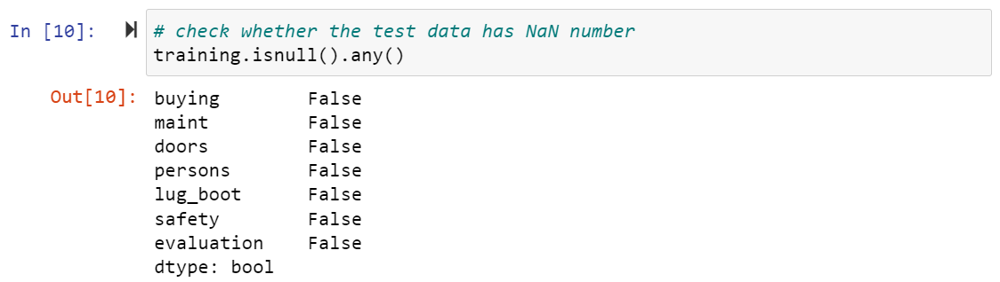 In [10]: # check whether the test data has NaN number
training.isnull().any()
Out[10]: buying False
maint False
doors False
persons False
lug_boot False
safety False
evaluation False
dtype: bool